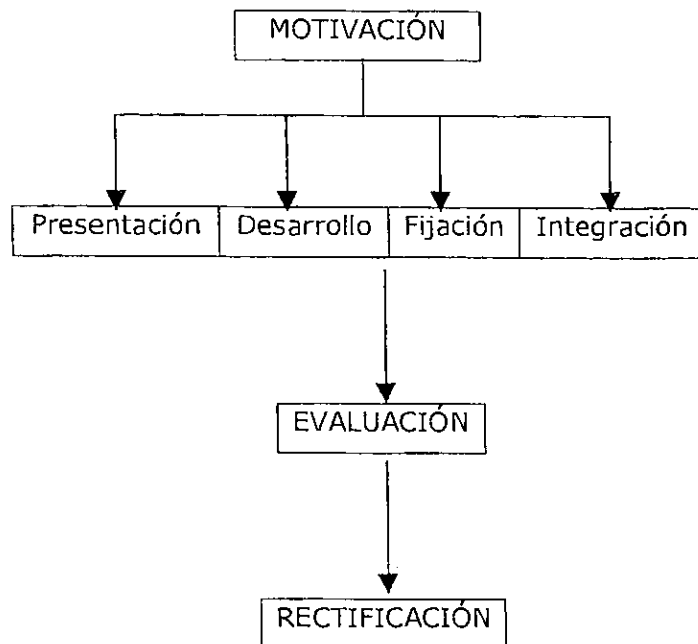 MOTIVACIÓN
Presentación Desarrollo Fijación Integración
EVALUACIÓN
RECTIFICACIÓN